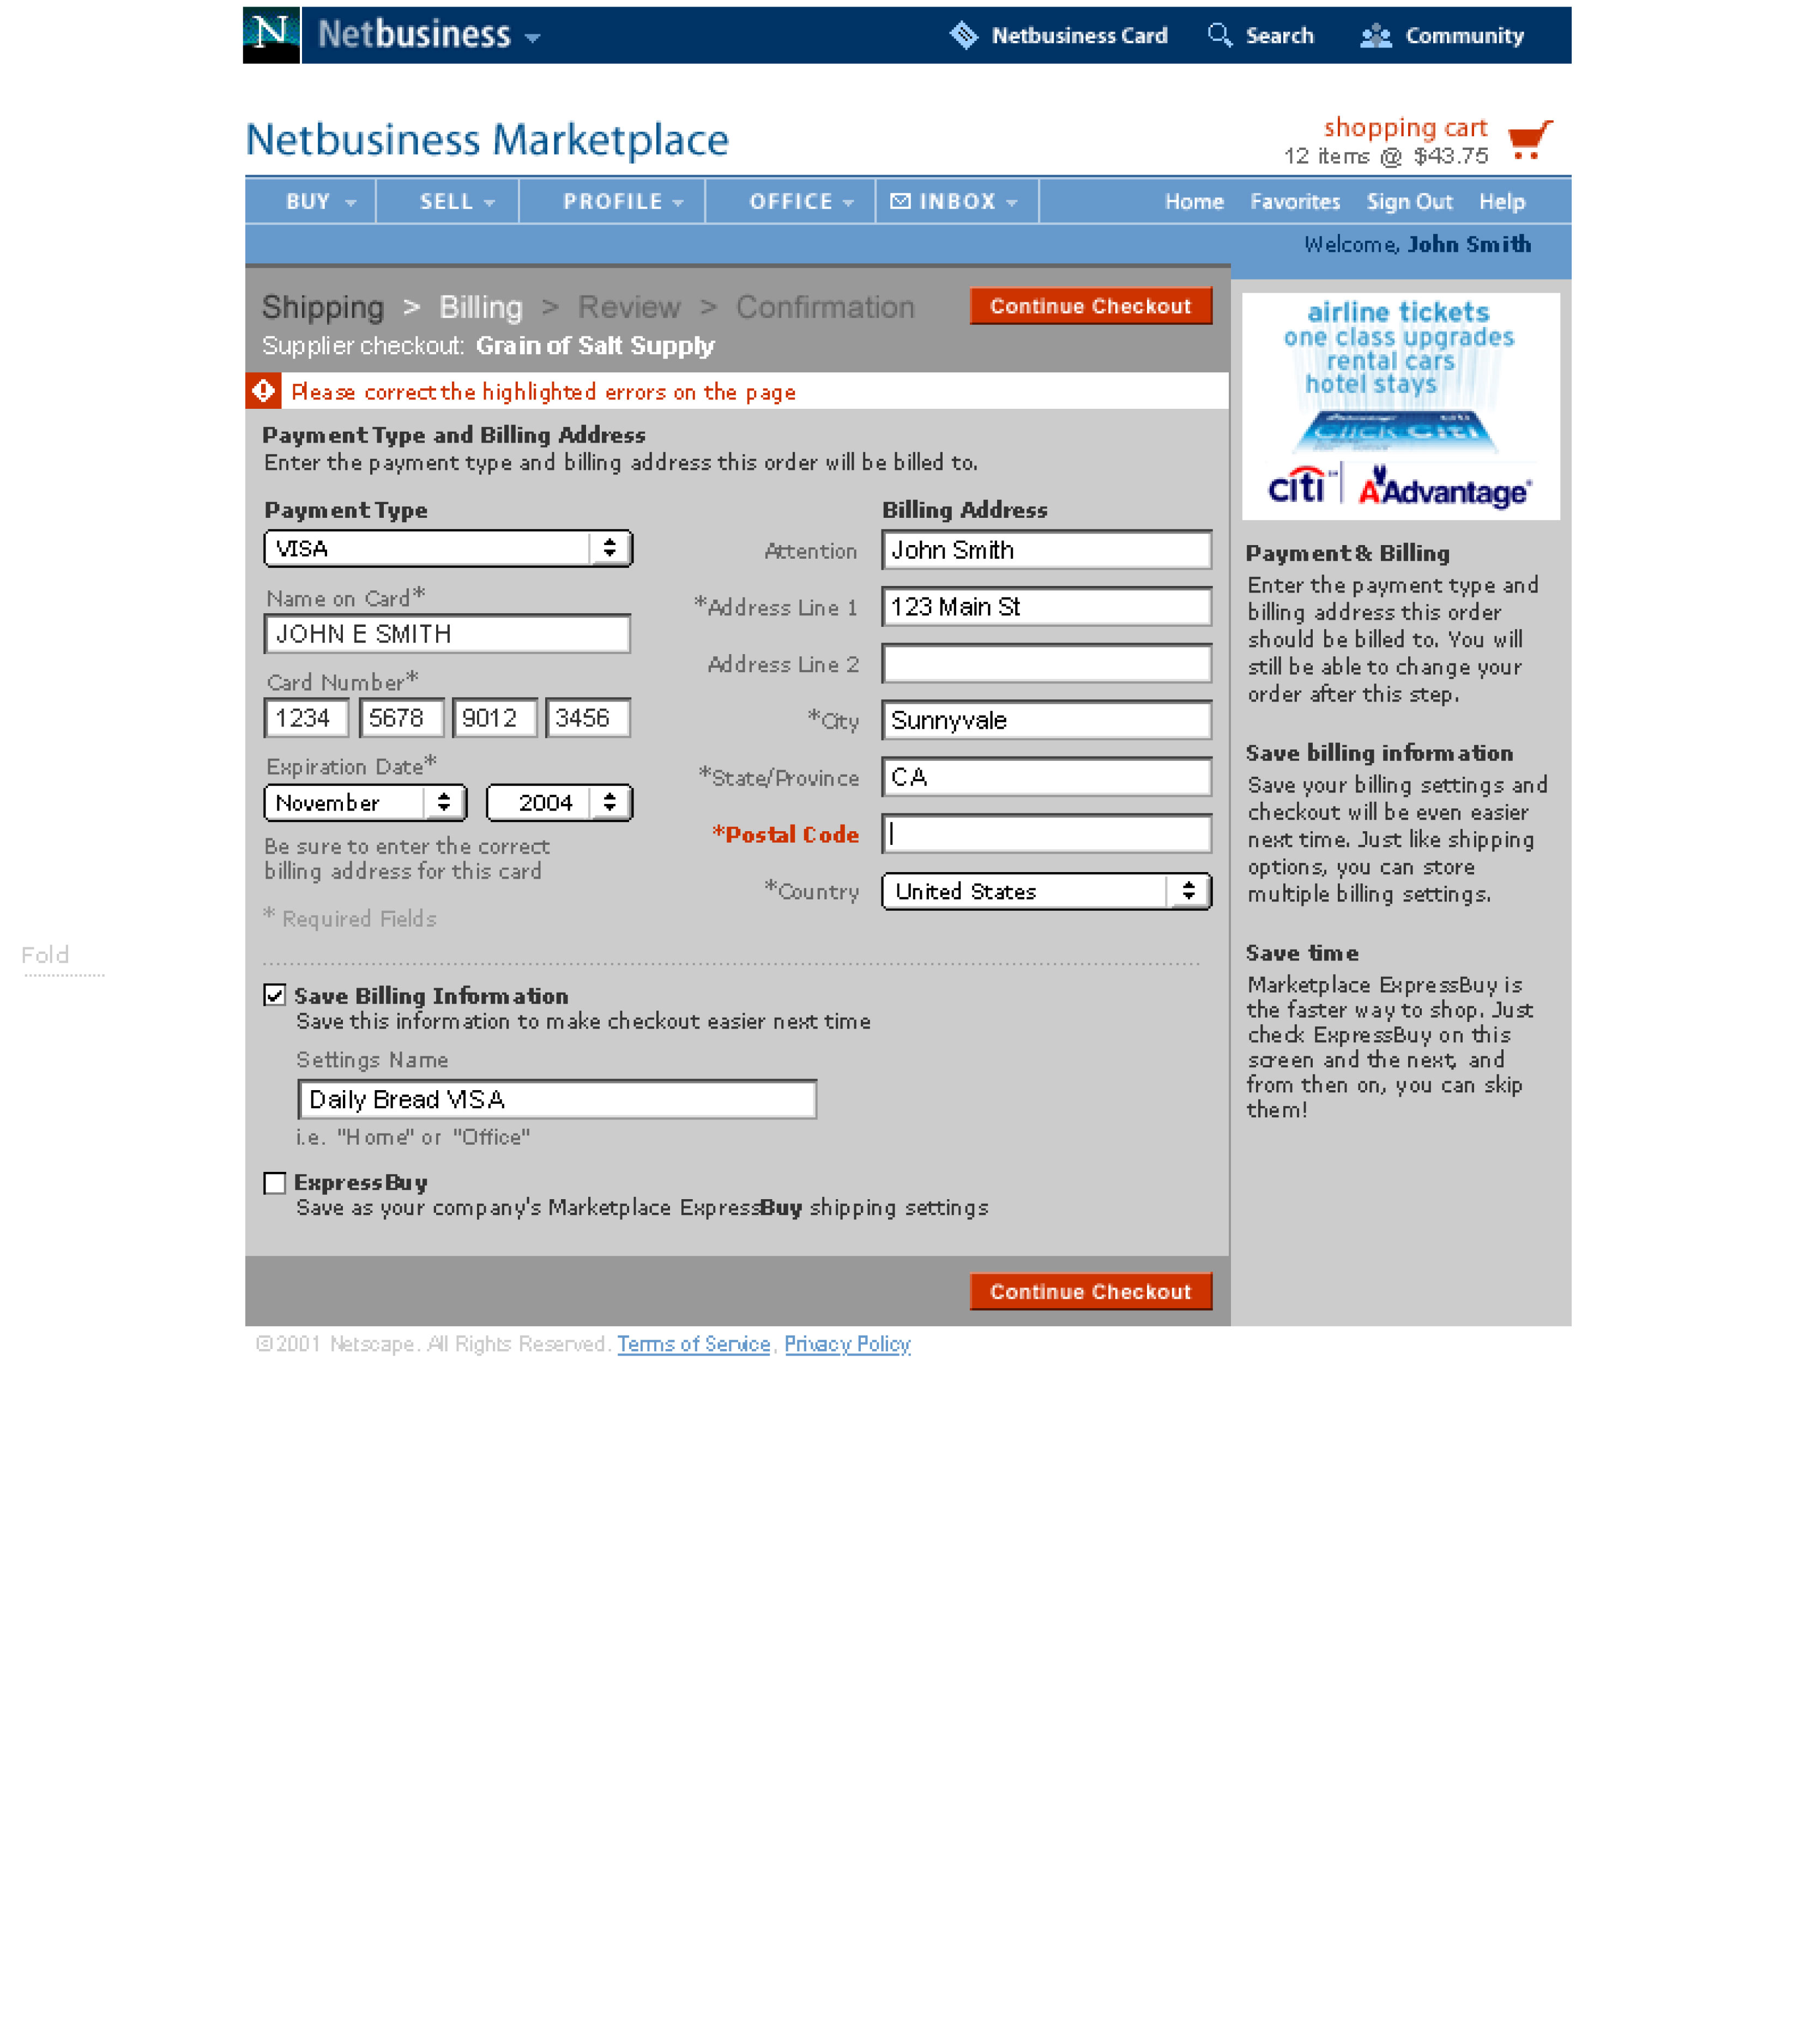 N Netbusiness Netbusiness Card Search Community
Netbusiness Marketplace
shopping cart
12 items @ $43.75
BUY SELL PROFILE OFFICE INBOX Home Favorites Sign Out Help
Welcome, John Smith
Shipping > Billing > Review > Confirmation Continue Checkout
Supplier checkout: Grain of Salt Supply
Please correct the highlighted errors on the page
Payment Type and Billing Address
Enter the payment type and billing address this order will be billed to.
Payment Type
VISA
Name on Card*
JOHN E SMITH
Card Number*
1234 5678 9012 3456
Expiration Date*
November 2004
Be sure to enter the correct
billing address for this card
* Required Fields
Billing Address
Attention John Smith
*Address Line 1 123 Main St
Address Line 2
*City Sunnyvale
*State/Province CA
*Postal Code
*Country United States
Fold
Save Billing Information
Save this information to make checkout easier next time
Settings Name
Daily Bread VISA
i.e. "Home" or "Office"
ExpressBuy
Save as your company's Marketplace ExpressBuy shipping settings
Continue Checkout
airline tickets
one class upgrades
rental cars
hotel stays
Click Citi
citi AAdvantage
Payment & Billing
Enter the payment type and
billing address this order
should be billed to. You will
still be able to change your
order after this step.
Save billing information
Save your billing settings and
checkout will be even easier
next time. Just like shipping
options, you can store
multiple billing settings.
Save time
Marketplace ExpressBuy is
the faster way to shop. Just
check ExpressBuy on this
screen and the next, and
from then on, you can skip
them!
©2001 Netscape. All Rights Reserved. Terms of Service, Privacy Policy